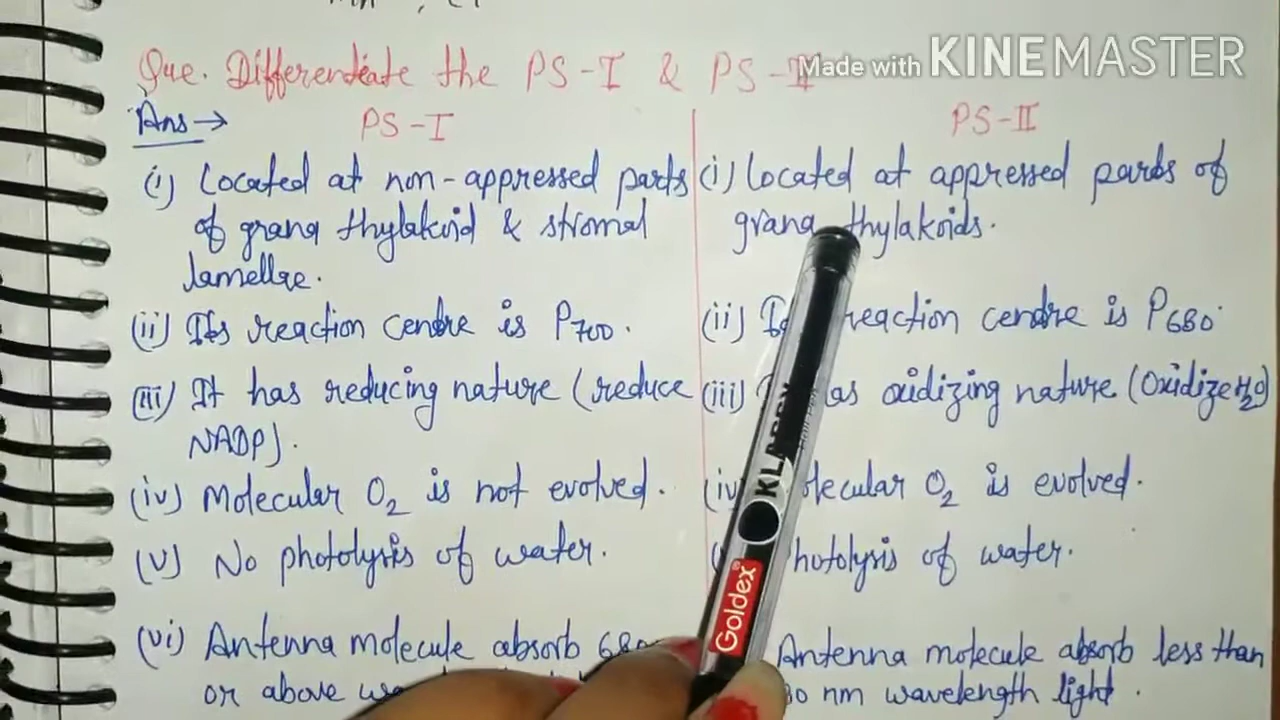 Que. Differentiate the PS-I & PS-II
Made with KINEMASTER
Ans →
PS-I
(i) Located at non-appressed parts
of grana thylakoid & stromal
lamellae.
(ii) Its reaction centre is P700.
(iii) It has reducing nature (reduce
NADP).
(iv) Molecular O2 is not evolved.
(v) No photolysis of water.
(vi) Antenna molecule absorb 680
or above
PS-II
(i) Located at appressed parts of
grana thylakoids.
(ii) reaction centre is P680.
(iii) as oxidizing nature (Oxidize H2O)
olecular O2 is evolved.
hotolysis of water.
Antenna molecule absorb less than
nm wavelength light.
KLARRY
Goldex